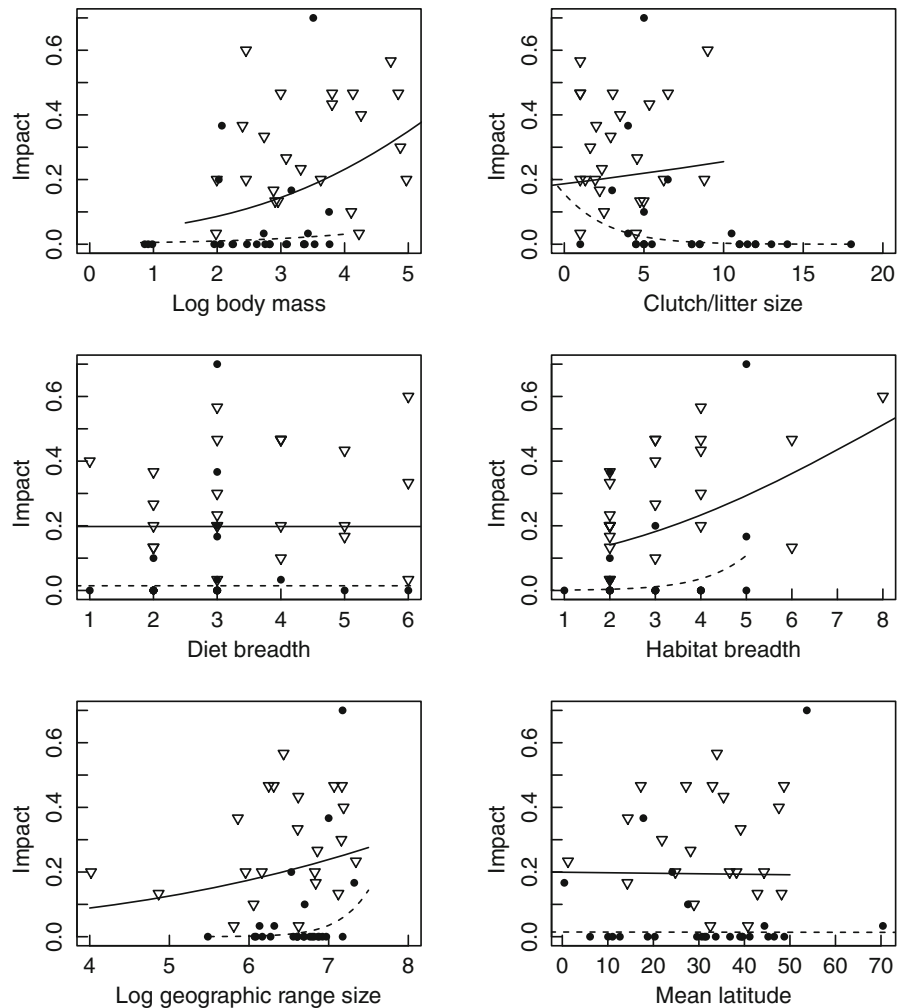 Impact
0.0 0.2 0.4 0.6
0 1 2 3 4 5
Log body mass
Impact
0.0 0.2 0.4 0.6
0 5 10 15 20
Clutch/litter size
Impact
0.0 0.2 0.4 0.6
1 2 3 4 5 6
Diet breadth
Impact
0.0 0.2 0.4 0.6
1 2 3 4 5 6 7 8
Habitat breadth
Impact
0.0 0.2 0.4 0.6
4 5 6 7 8
Log geographic range size
Impact
0.0 0.2 0.4 0.6
0 10 20 30 40 50 60 70
Mean latitude